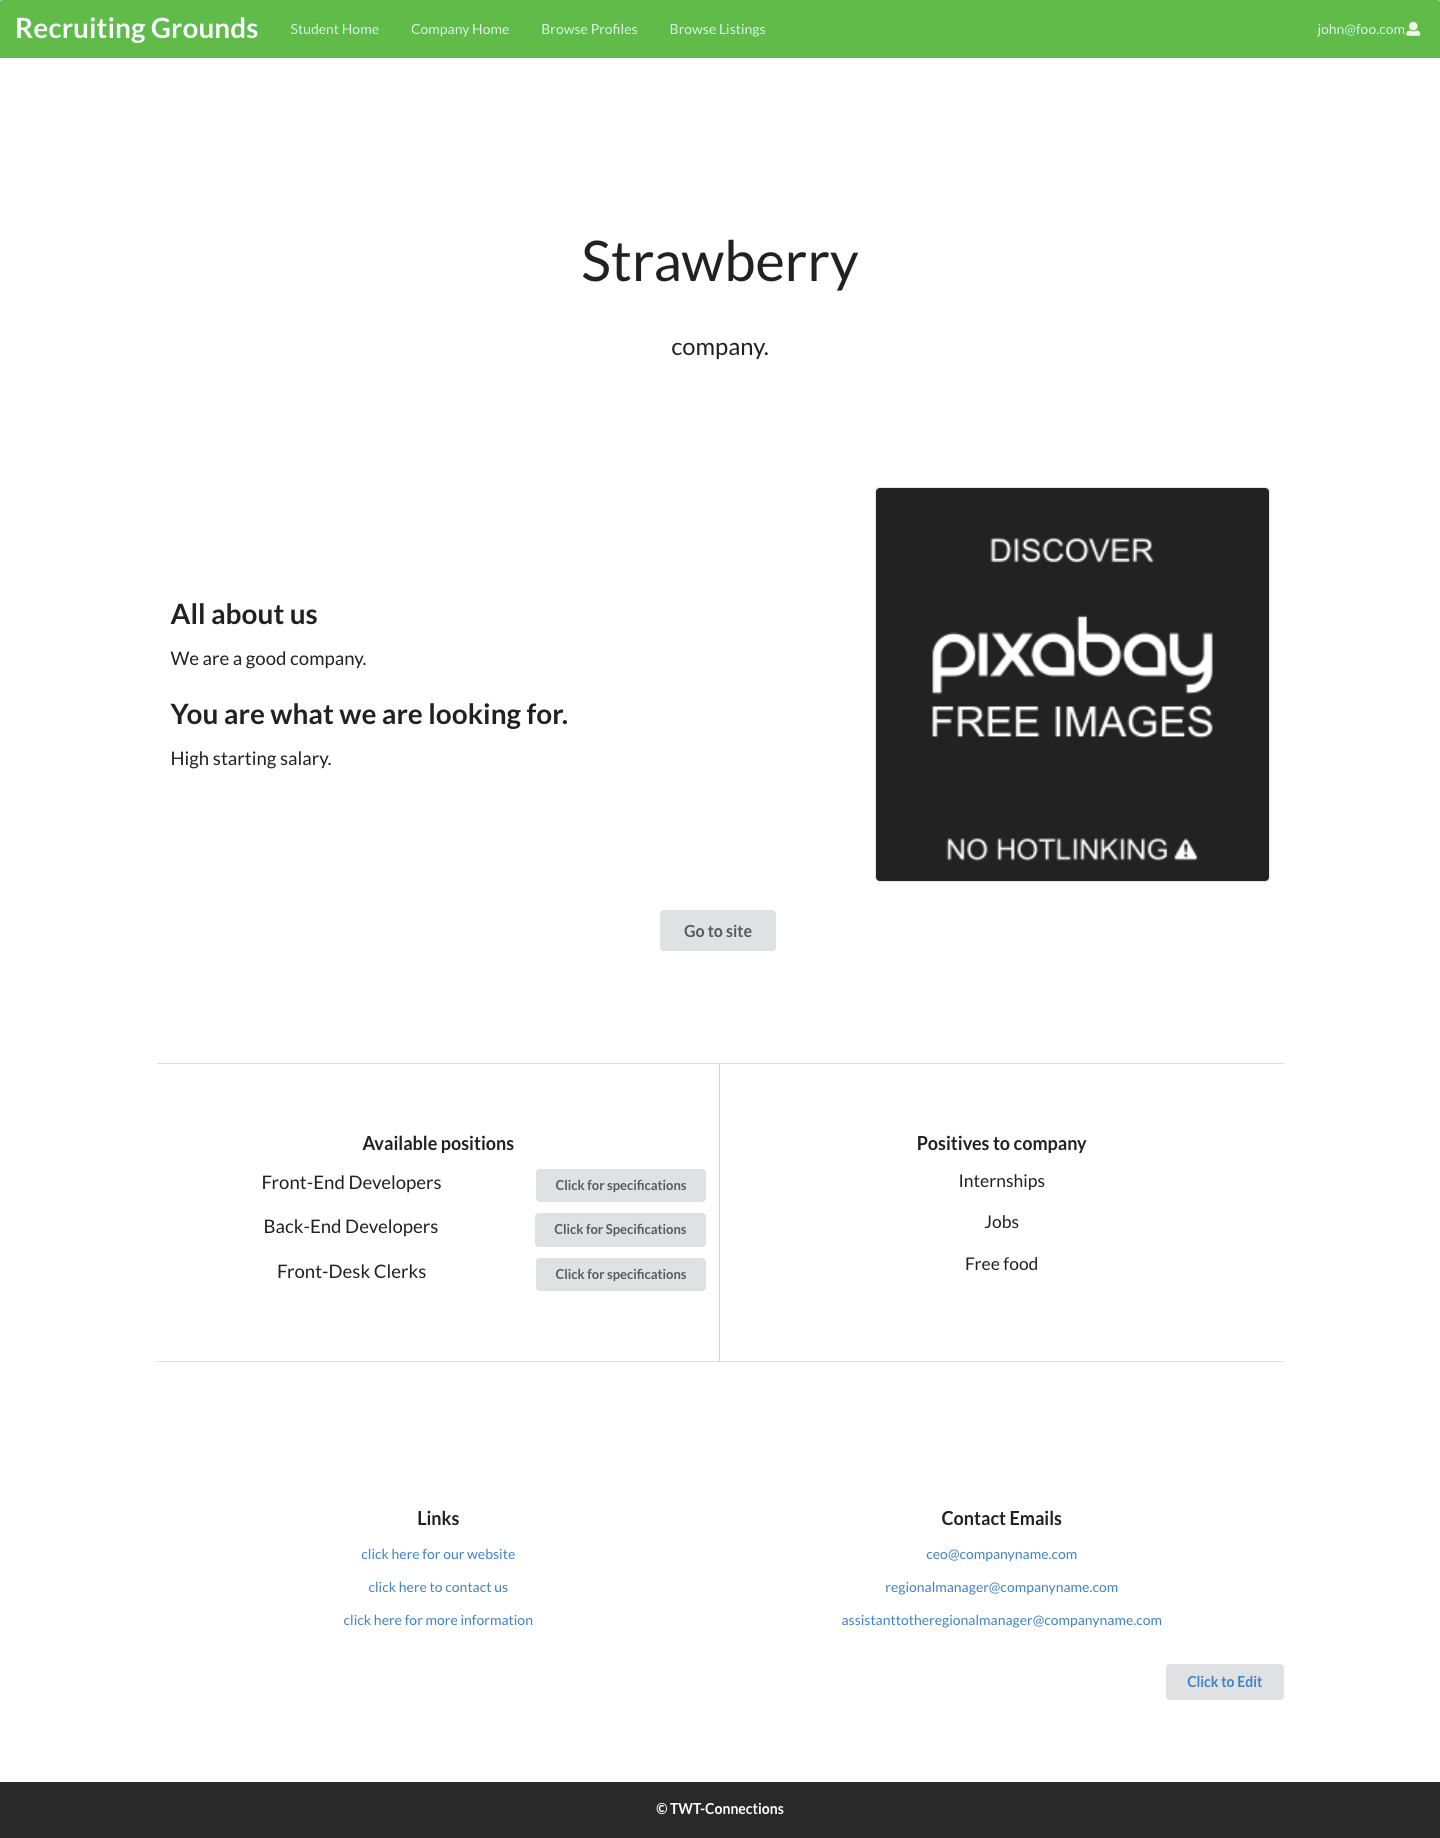 Recruiting Grounds Student Home Company Home Browse Profiles Browse Listings john@foo.com
Strawberry
company.
All about us
We are a good company.
You are what we are looking for.
High starting salary.
DISCOVER
pixabay
FREE IMAGES
NO HOTLINKING
Go to site
Available positions
Front-End Developers Click for specifications
Back-End Developers Click for Specifications
Front-Desk Clerks Click for specifications
Positives to company
Internships
Jobs
Free food
Links
click here for our website
click here to contact us
click here for more information
Contact Emails
ceo@companyname.com
regionalmanager@companyname.com
assistanttotheregionalmanager@companyname.com
Click to Edit
© TWT-Connections